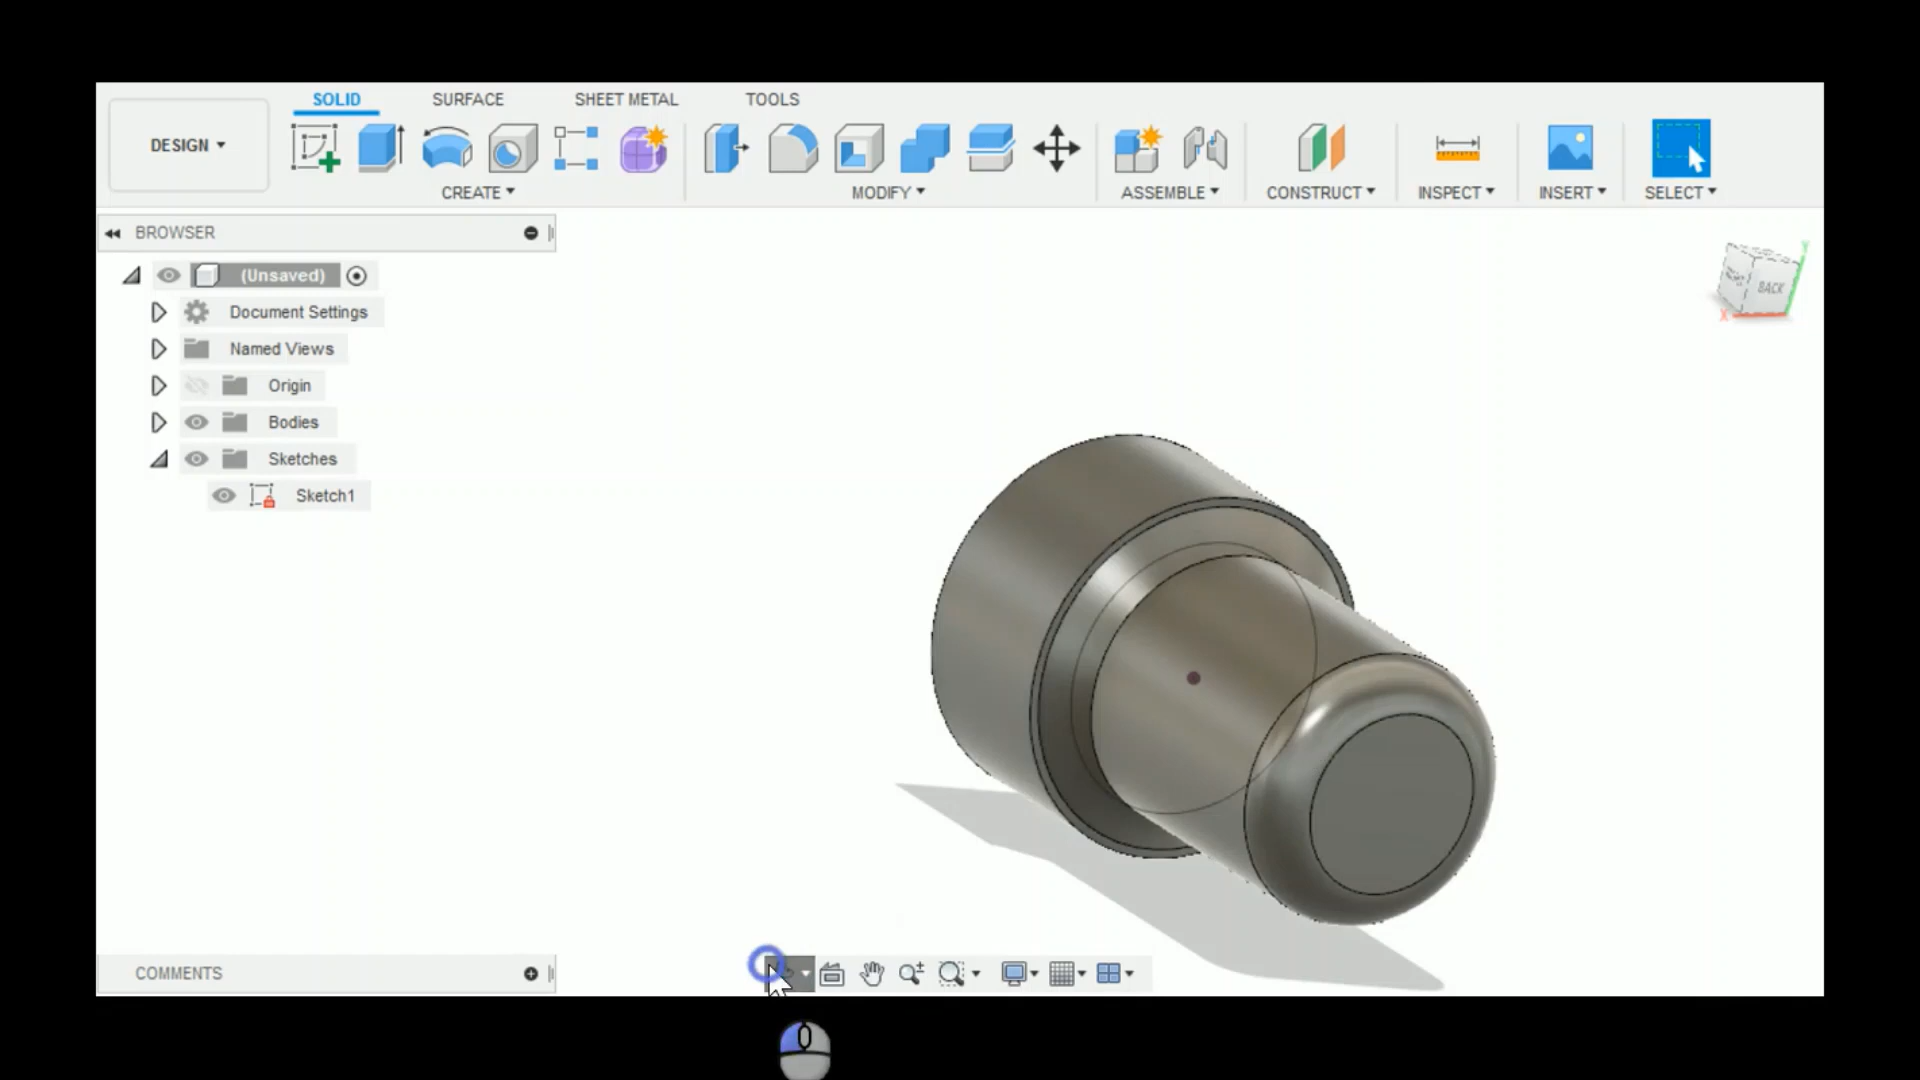 SOLID SURFACE SHEET METAL TOOLS
DESIGN
CREATE MODIFY ASSEMBLE CONSTRUCT INSPECT INSERT SELECT
BROWSER
(Unsaved)
Document Settings
Named Views
Origin
Bodies
Sketches
Sketch1
BACK
Y
X
COMMENTS